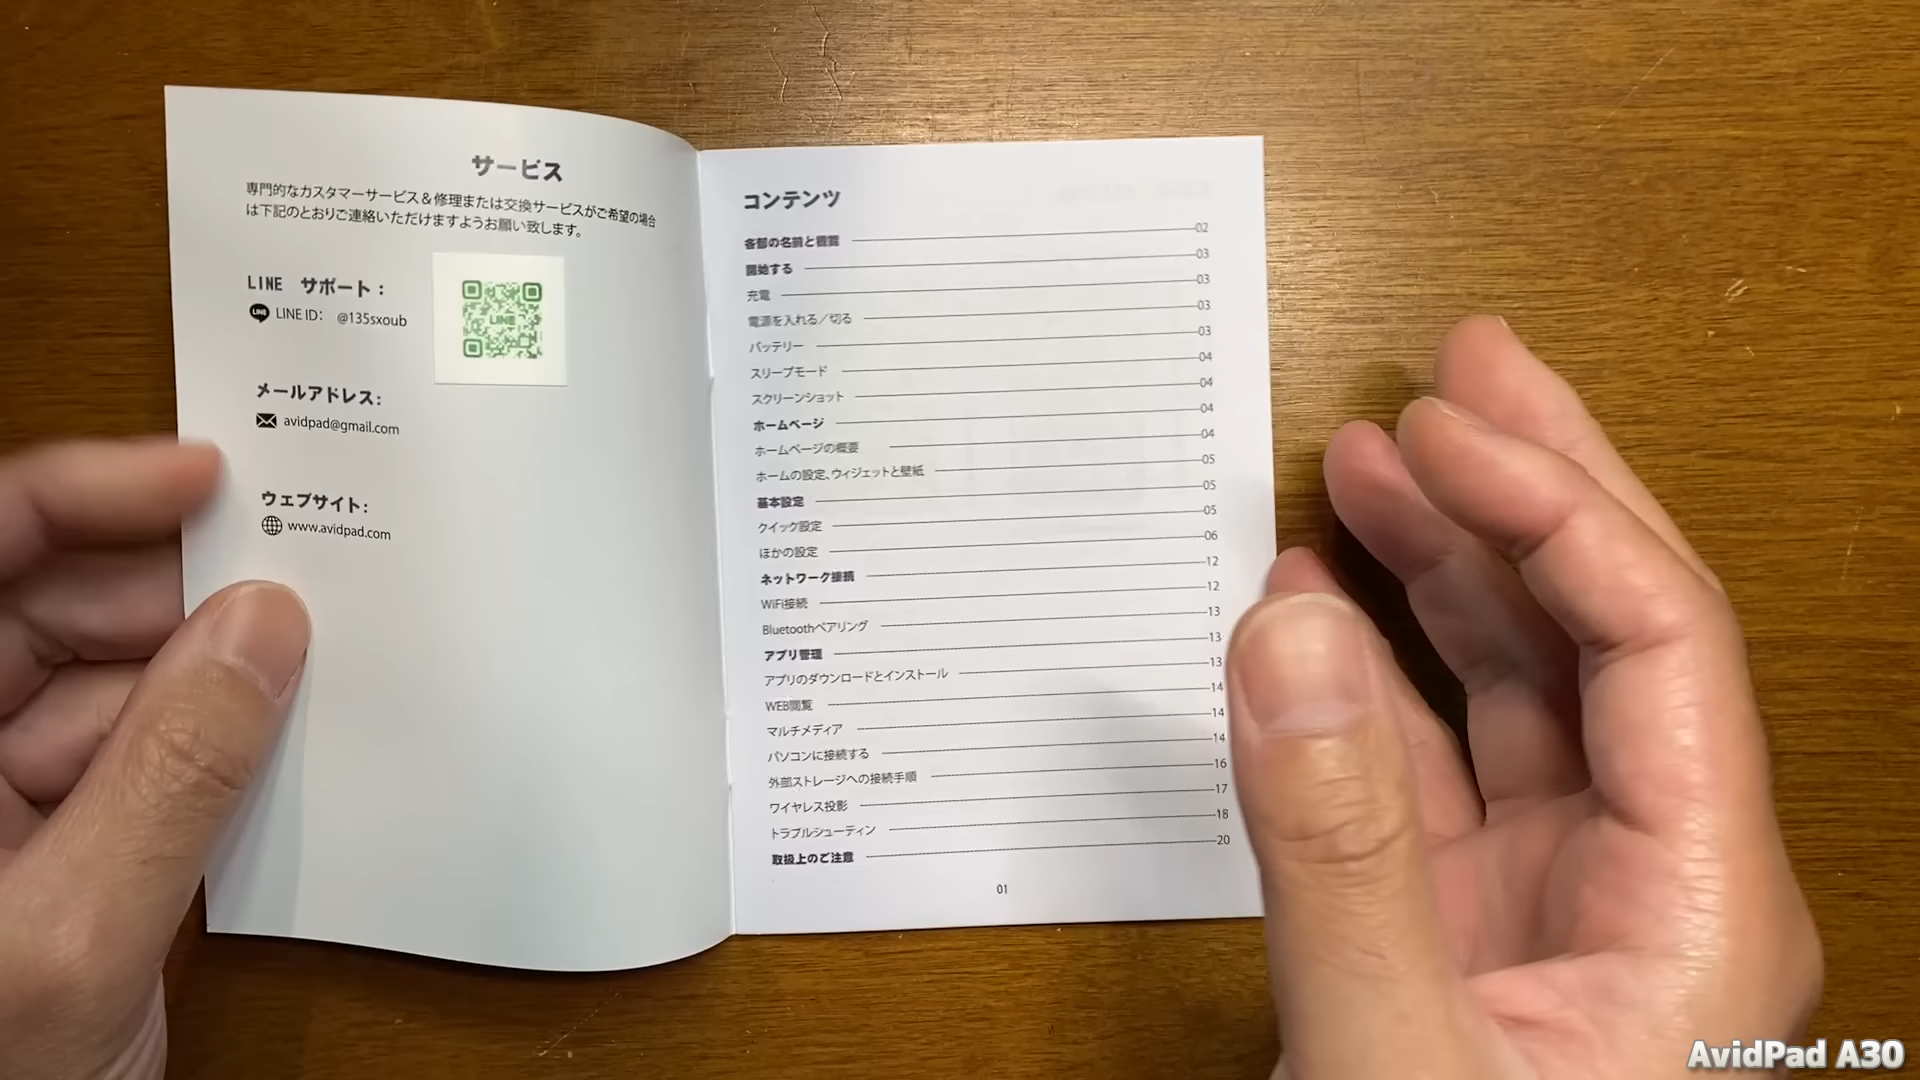 サービス
専門的なカスタマーサービス＆修理または交換サービスがご希望の場合
は下記のとおりご連絡いただけますようお願い致します。
LINE サポート：
LINE ID： @135sxoub
LINE
メールアドレス：
avidpad@gmail.com
ウェブサイト：
www.avidpad.com
コンテンツ
各部の名前と機能 02
開始する 03
充電 03
電源を入れる／切る 03
バッテリー 03
スリープモード 04
スクリーンショット 04
ホームページ 04
ホームページの概要 04
ホームの設定、ウィジェットと壁紙 05
基本設定 05
クイック設定 05
ほかの設定 06
ネットワーク接続 12
WiFi接続 12
Bluetoothペアリング 13
アプリ管理 13
アプリのダウンロードとインストール 13
WEB閲覧 14
マルチメディア 14
パソコンに接続する 14
外部ストレージへの接続手順 16
ワイヤレス投影 17
トラブルシューティン 18
取扱上のご注意 20
01
AvidPad A30